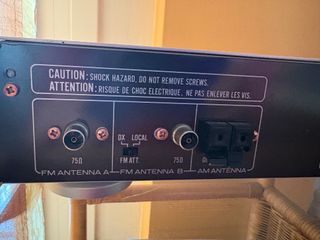 CAUTION: SHOCK HAZARD, DO NOT REMOVE SCREWS.
ATTENTION: RISQUE DE CHOC ELECTRIQUE, NE PAS ENLEVER LES VIS.
DX LOCAL
75Ω FM ATT. 75Ω
FM ANTENNA A FM ANTENNA B AM ANTENNA